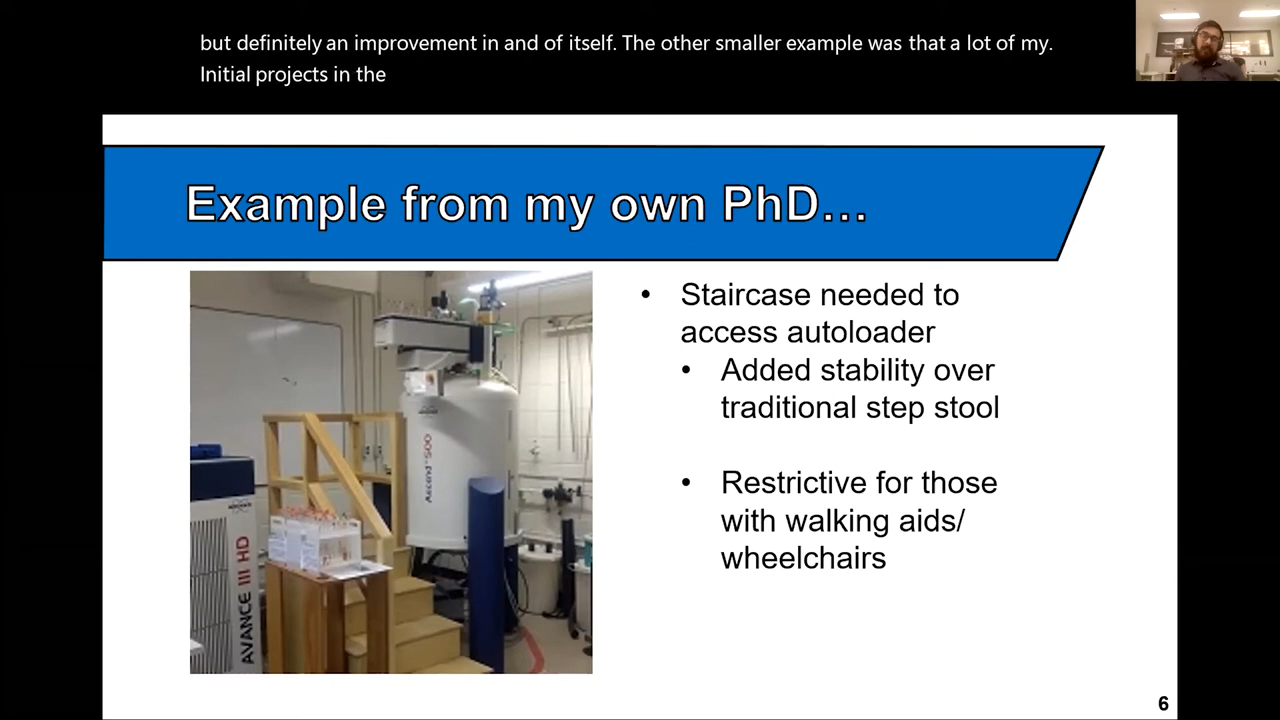 but definitely an improvement in and of itself. The other smaller example was that a lot of my.
Initial projects in the
Example from my own PhD...
• Staircase needed to
access autoloader
• Added stability over
traditional step stool
• Restrictive for those
with walking aids/
wheelchairs
Ascend 500
AVANCE III HD
6